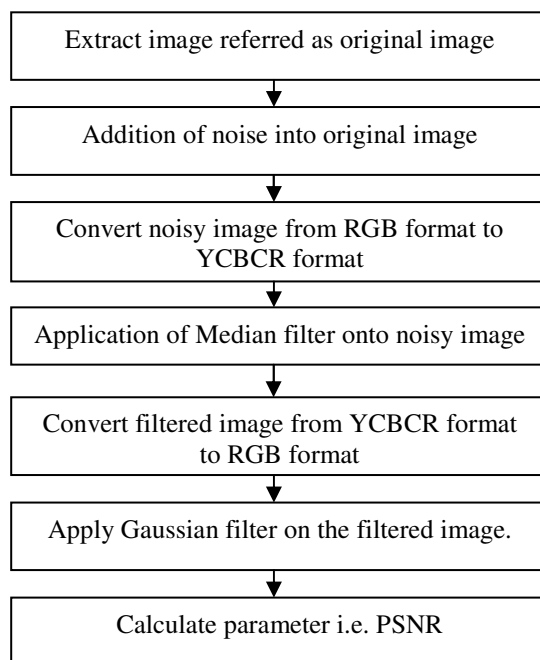 Extract image referred as original image
Addition of noise into original image
Convert noisy image from RGB format to
YCBCR format
Application of Median filter onto noisy image
Convert filtered image from YCBCR format
to RGB format
Apply Gaussian filter on the filtered image.
Calculate parameter i.e. PSNR